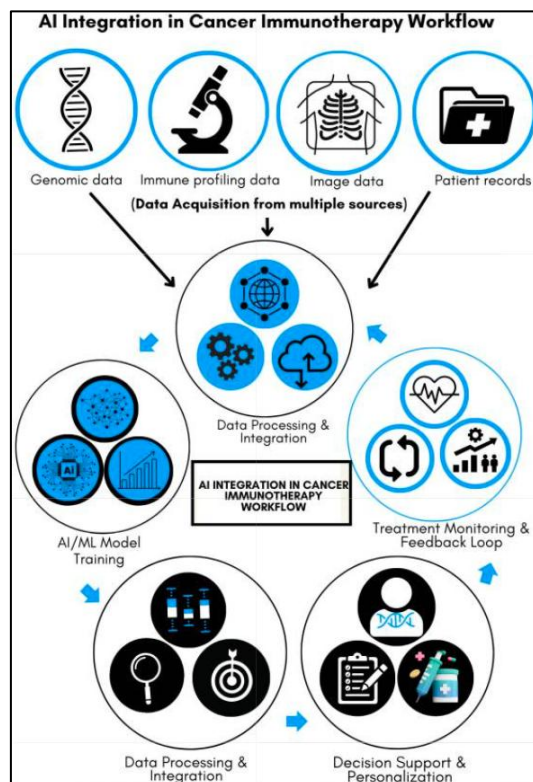 AI Integration in Cancer Immunotherapy Workflow
Genomic data
Immune profiling data
Image data
Patient records
(Data Acquisition from multiple sources)
Data Processing &
Integration
AI
AI/ML Model
Training
AI INTEGRATION IN CANCER
IMMUNOTHERAPY
WORKFLOW
Treatment Monitoring &
Feedback Loop
Data Processing &
Integration
Decision Support &
Personalization